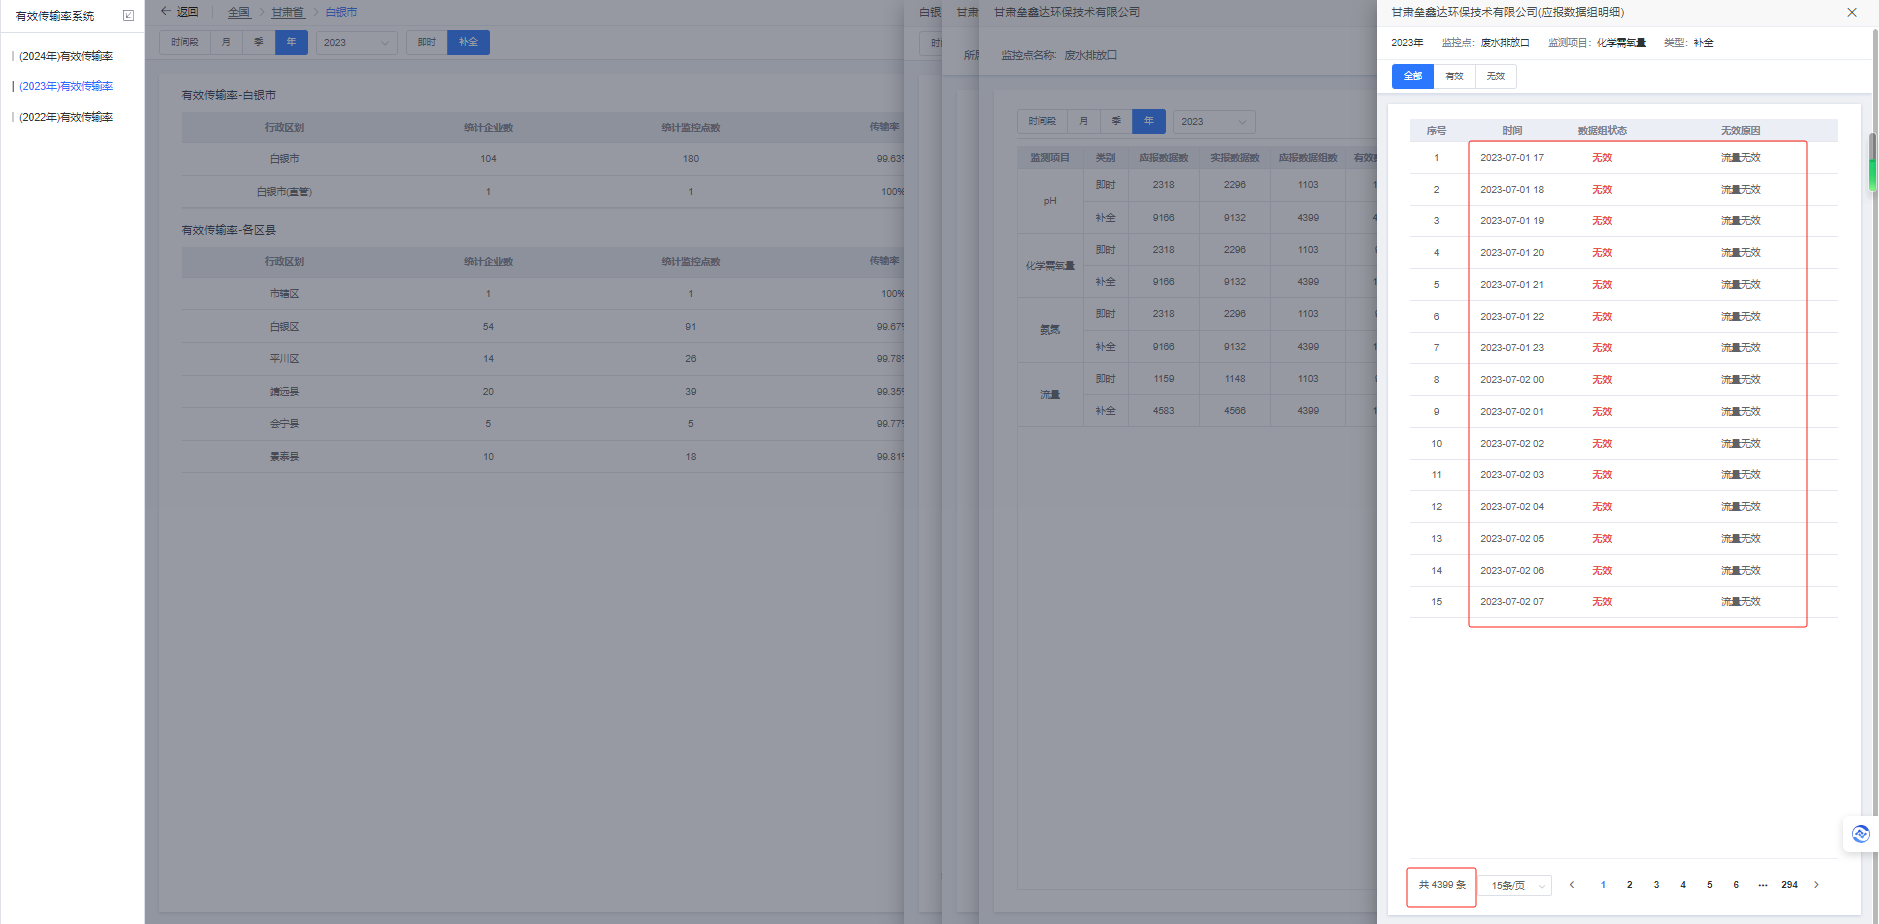 有效传输率系统
(2024年)有效传输率
(2023年)有效传输率
(2022年)有效传输率
返回 全国 甘肃省 白银市
时间段 月 季 年 2023 即时 补全
有效传输率-白银市
行政区划 统计企业数 统计监控点数 传输率
白银市 104 180 99.63
白银市(直管) 1 1 100%
有效传输率-各区县
行政区划 统计企业数 统计监控点数 传输率
市辖区 1 1 100%
白银区 54 91 99.67
平川区 14 26 99.78
靖远县 20 39 99.35
会宁县 5 5 99.77
景泰县 10 18 99.81
白银
时
甘肃
所
甘肃垒鑫达环保技术有限公司
监控点名称: 废水排放口
时间段 月 季 年 2023
监测项目 类别 应报数据数 实报数据数 应报数据组数 有效
pH 即时 2318 2296 1103
补全 9166 9132 4399
化学需氧量 即时 2318 2296 1103
补全 9166 9132 4399
氨氮 即时 2318 2296 1103
补全 9166 9132 4399
流量 即时 1159 1148 1103
补全 4583 4566 4399
甘肃垒鑫达环保技术有限公司(应报数据组明细)
2023年 监控点: 废水排放口 监测项目: 化学需氧量 类型: 补全
全部 有效 无效
序号 时间 数据组状态 无效原因
1 2023-07-01 17 无效 流量无效
2 2023-07-01 18 无效 流量无效
3 2023-07-01 19 无效 流量无效
4 2023-07-01 20 无效 流量无效
5 2023-07-01 21 无效 流量无效
6 2023-07-01 22 无效 流量无效
7 2023-07-01 23 无效 流量无效
8 2023-07-02 00 无效 流量无效
9 2023-07-02 01 无效 流量无效
10 2023-07-02 02 无效 流量无效
11 2023-07-02 03 无效 流量无效
12 2023-07-02 04 无效 流量无效
13 2023-07-02 05 无效 流量无效
14 2023-07-02 06 无效 流量无效
15 2023-07-02 07 无效 流量无效
共 4399 条 15条/页 1 2 3 4 5 6 ··· 294